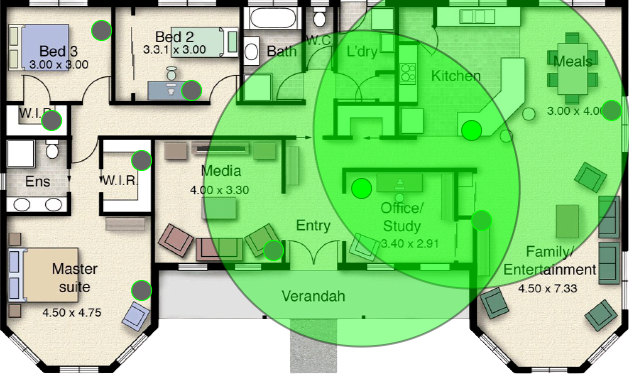 Bed 3
3.00 x 3.00
Bed 2
3.3.1 x 3.00
Bath
W.C.
L'dry
Kitchen
Meals
3.00 x 4.00
W.I.R.
Ens
W.I.R.
Media
4.00 x 3.30
Entry
Office/
Study
3.40 x 2.91
Family/
Entertainment
4.50 x 7.33
Master
suite
4.50 x 4.75
Verandah